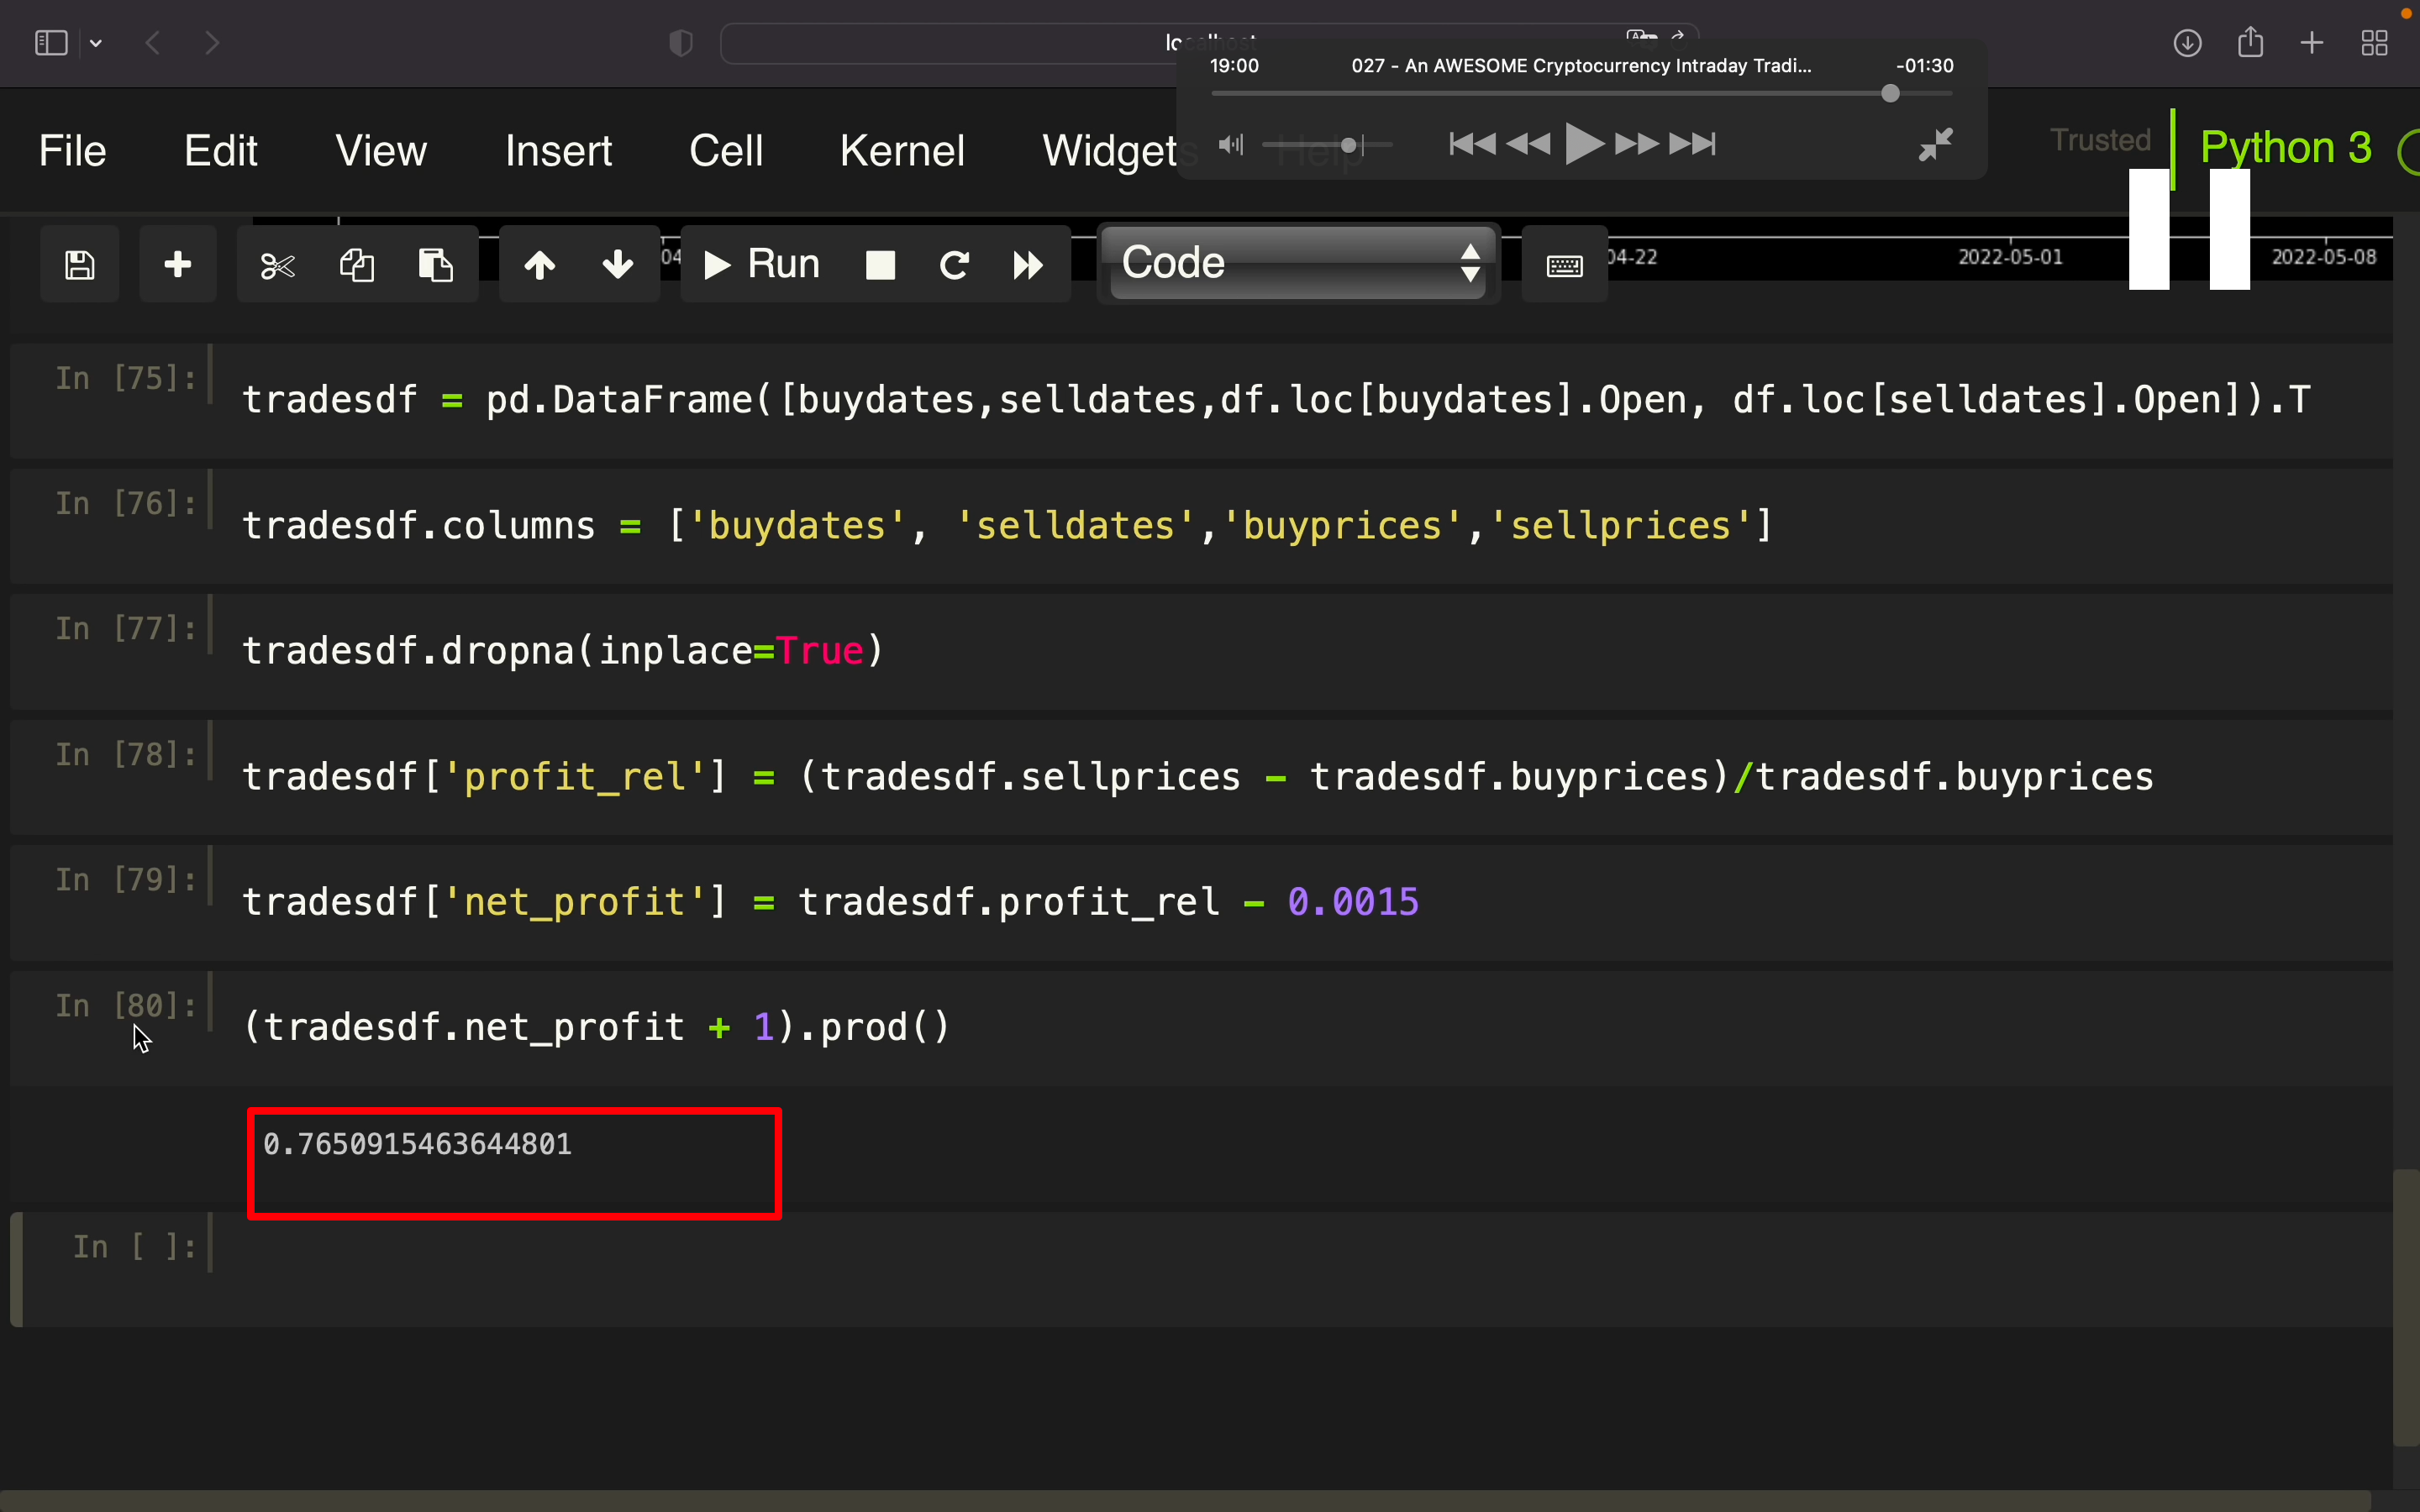 localhost
19:00 027 - An AWESOME Cryptocurrency Intraday Tradi... -01:30
File Edit View Insert Cell Kernel Widgets Help Trusted Python 3
Run Code
04 04-22 2022-05-01 2022-05-08
In [75]: tradesdf = pd.DataFrame([buydates,selldates,df.loc[buydates].Open, df.loc[selldates].Open]).T
In [76]: tradesdf.columns = ['buydates', 'selldates','buyprices','sellprices']
In [77]: tradesdf.dropna(inplace=True)
In [78]: tradesdf['profit_rel'] = (tradesdf.sellprices - tradesdf.buyprices)/tradesdf.buyprices
In [79]: tradesdf['net_profit'] = tradesdf.profit_rel - 0.0015
In [80]: (tradesdf.net_profit + 1).prod()
0.7650915463644801
In [ ]: